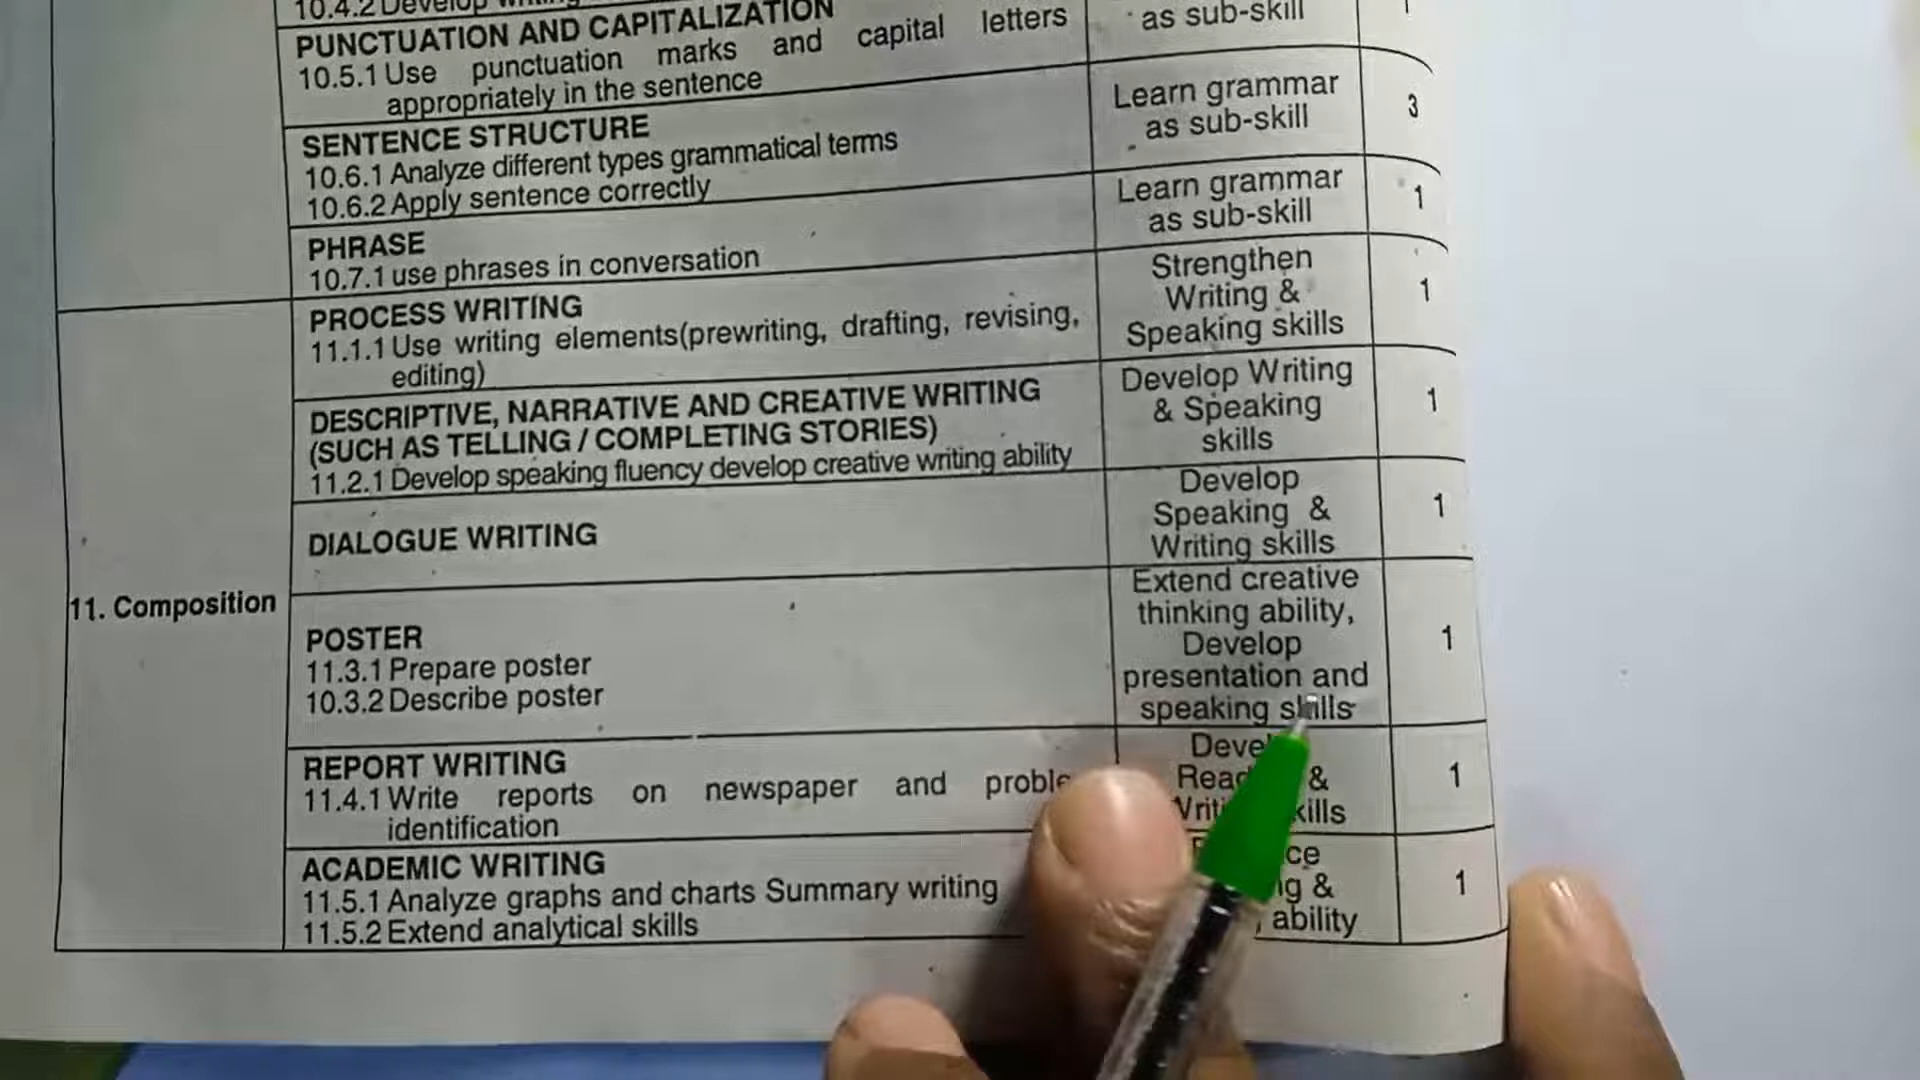 10.4.2 Develop
PUNCTUATION AND CAPITALIZATION
10.5.1 Use punctuation marks and capital letters
appropriately in the sentence
as sub-skill
SENTENCE STRUCTURE
10.6.1 Analyze different types grammatical terms
10.6.2 Apply sentence correctly
Learn grammar
as sub-skill
3
PHRASE
10.7.1 use phrases in conversation
Learn grammar
as sub-skill
1
11. Composition
PROCESS WRITING
11.1.1 Use writing elements(prewriting, drafting, revising,
editing)
Strengthen
Writing &
Speaking skills
1
DESCRIPTIVE, NARRATIVE AND CREATIVE WRITING
(SUCH AS TELLING / COMPLETING STORIES)
11.2.1 Develop speaking fluency develop creative writing ability
Develop Writing
& Speaking
skills
1
DIALOGUE WRITING
Develop
Speaking &
Writing skills
1
POSTER
11.3.1 Prepare poster
10.3.2 Describe poster
Extend creative
thinking ability,
Develop
presentation and
speaking skills
1
REPORT WRITING
11.4.1 Write reports on newspaper and
identification
&
1
ACADEMIC WRITING
11.5.1 Analyze graphs and charts Summary writing
11.5.2 Extend analytical skills
&
ability
1